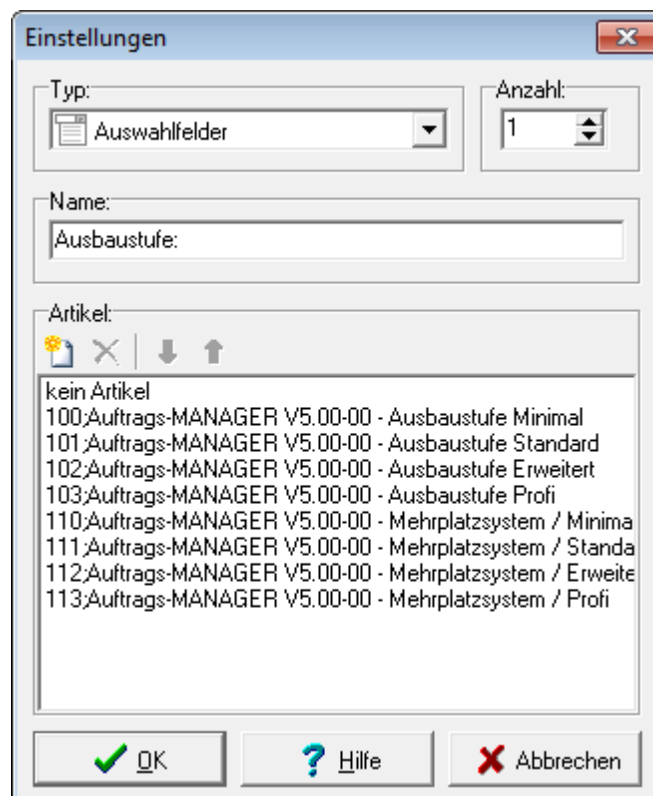 Einstellungen
Typ:
Auswahlfelder
Anzahl:
1
Name:
Ausbaustufe:
Artikel:
kein Artikel
100;Auftrags-MANAGER V5.00-00 - Ausbaustufe Minimal
101;Auftrags-MANAGER V5.00-00 - Ausbaustufe Standard
102;Auftrags-MANAGER V5.00-00 - Ausbaustufe Erweitert
103;Auftrags-MANAGER V5.00-00 - Ausbaustufe Profi
110;Auftrags-MANAGER V5.00-00 - Mehrplatzsystem / Minima
111;Auftrags-MANAGER V5.00-00 - Mehrplatzsystem / Standa
112;Auftrags-MANAGER V5.00-00 - Mehrplatzsystem / Erweite
113;Auftrags-MANAGER V5.00-00 - Mehrplatzsystem / Profi
OK
Hilfe
Abbrechen